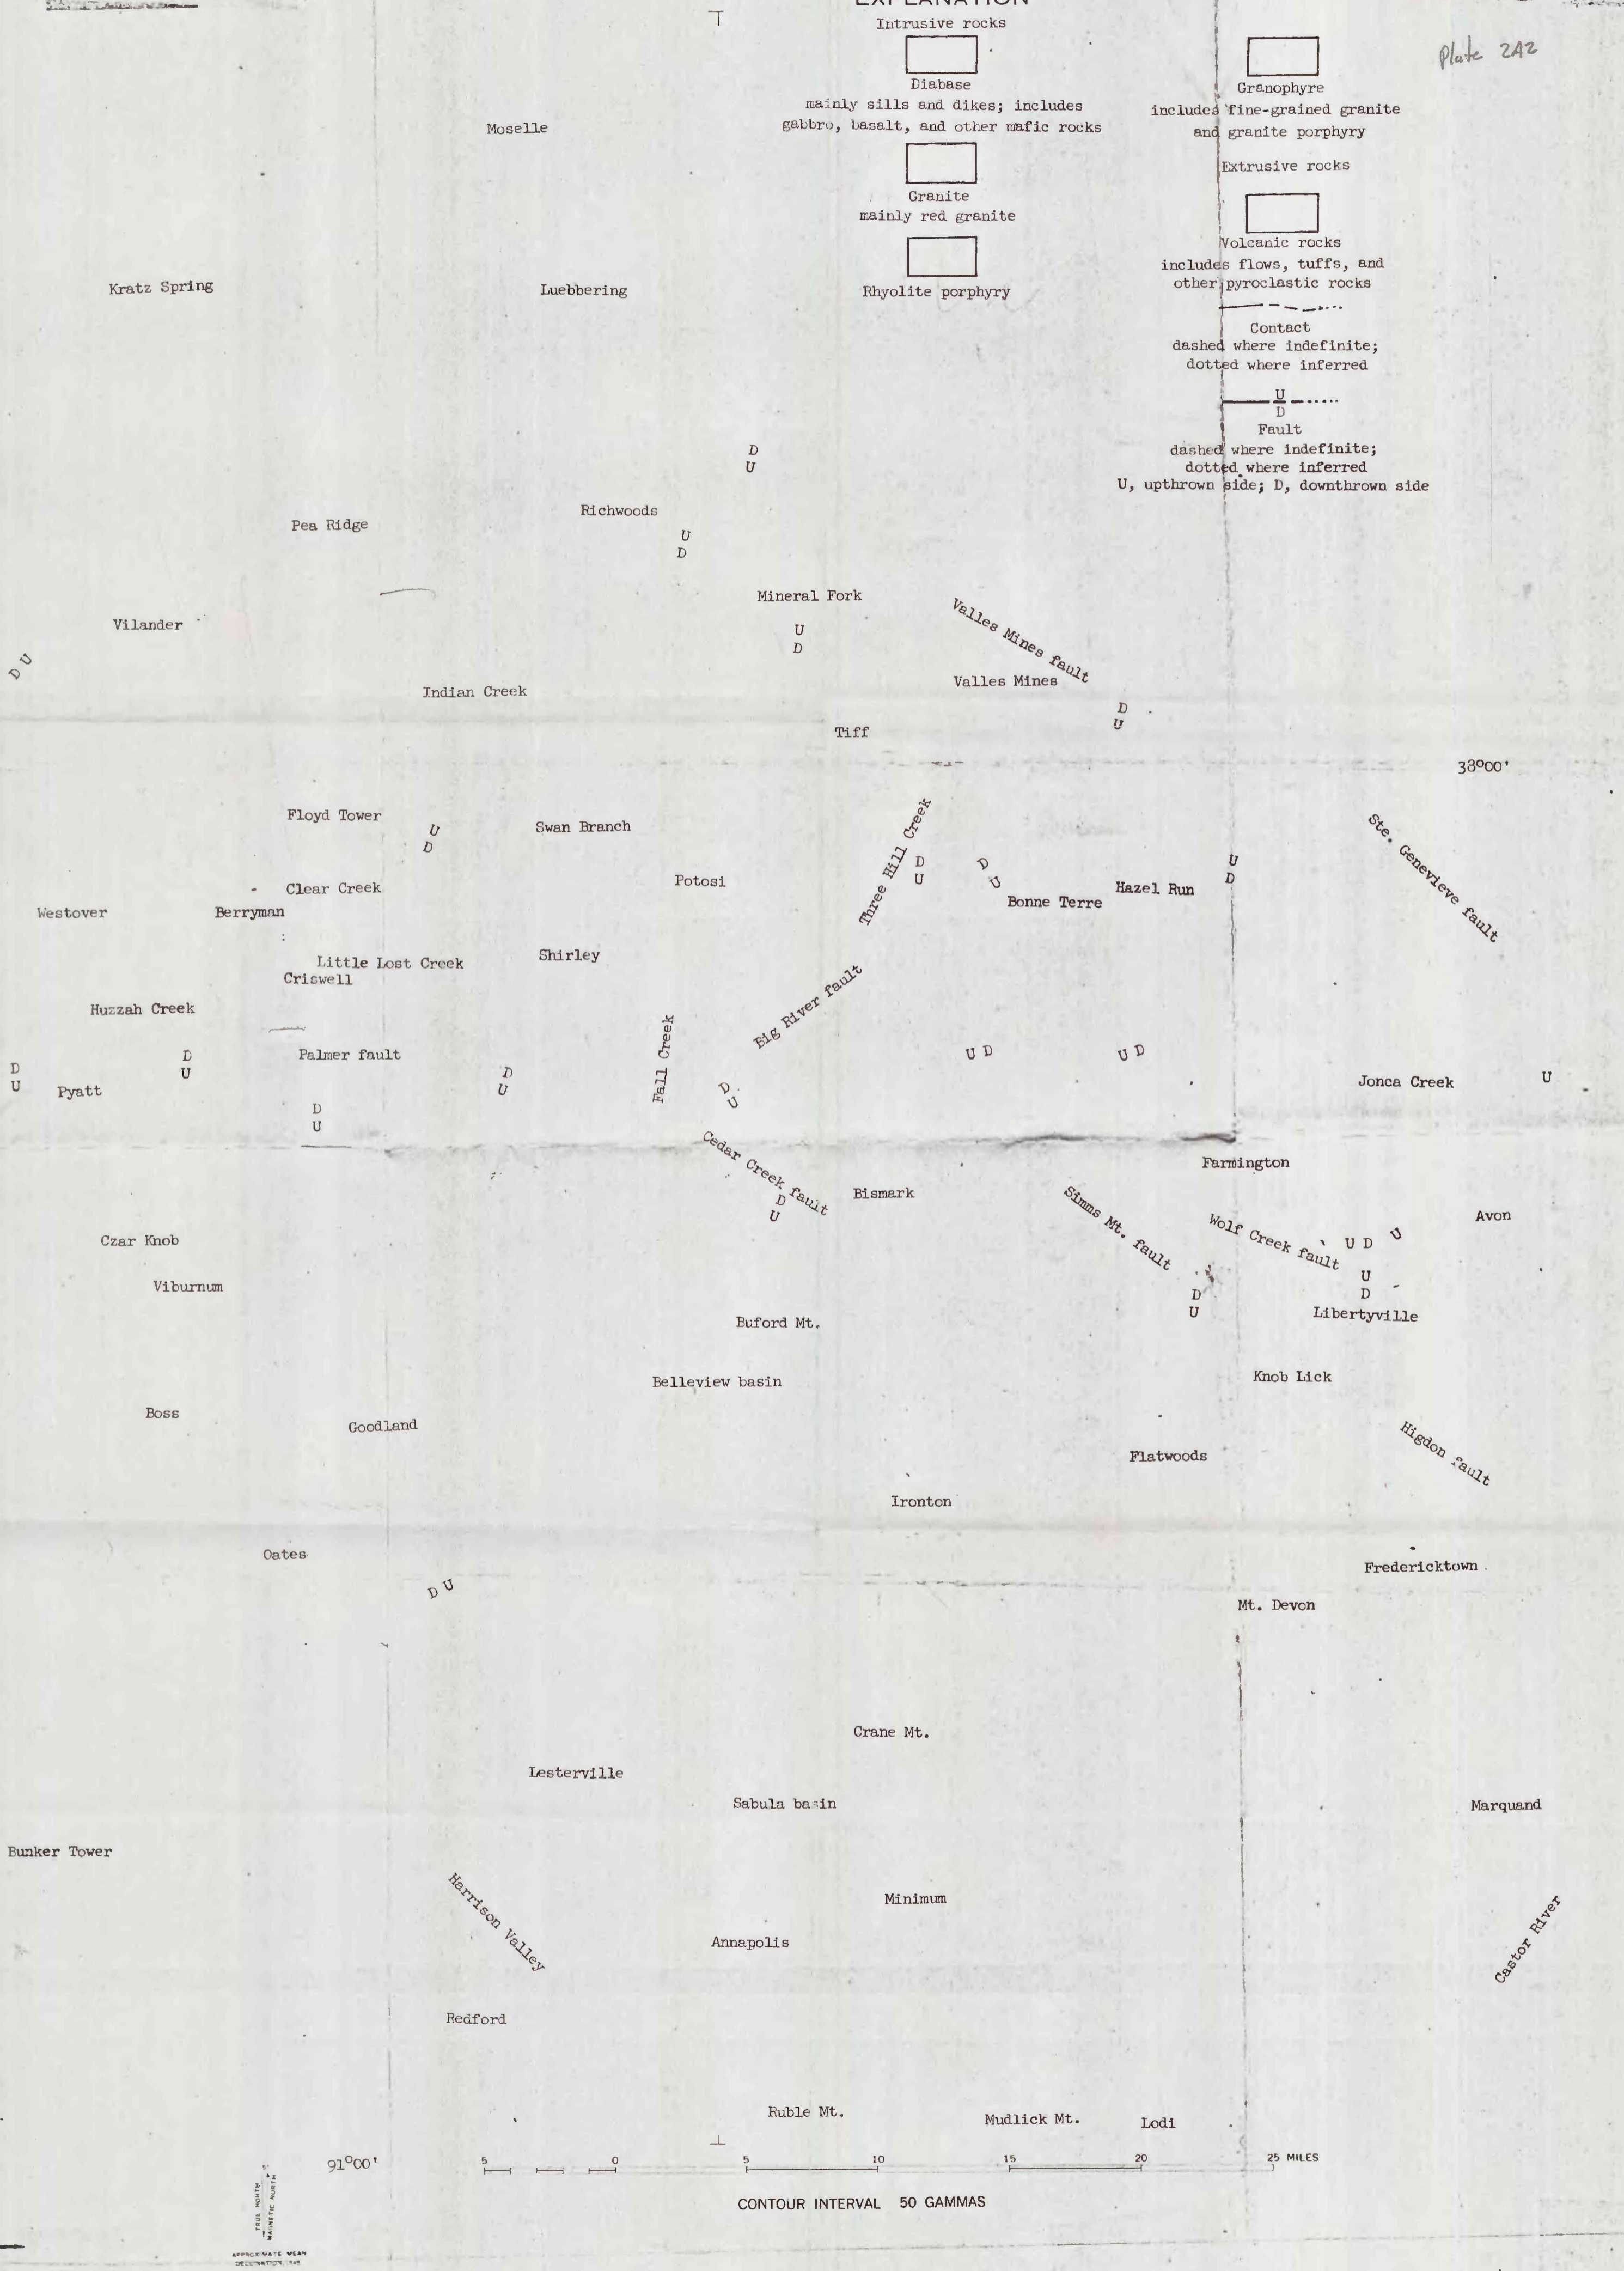 EXPLANATION
Intrusive rocks
Diabase
mainly sills and dikes; includes
gabbro, basalt, and other mafic rocks
Granite
mainly red granite
Rhyolite porphyry
Plate 2A2
Granophyre
includes fine-grained granite
and granite porphyry
Extrusive rocks
Volcanic rocks
includes flows, tuffs, and
other pyroclastic rocks
Contact
dashed where indefinite;
dotted where inferred
U
D
Fault
dashed where indefinite;
dotted where inferred
U, upthrown side; D, downthrown side
Moselle
Kratz Spring
Luebbering
D
U
Richwoods
Pea Ridge
U
D
Mineral Fork
Valles Mines fault
Vilander
U
D
D U
Valles Mines
Indian Creek
D
U
Tiff
38°00'
Floyd Tower
U
D
Swan Branch
Three Hill Creek
Ste. Genevieve fault
D
U
D
U
U
D
Potosi
Clear Creek
Hazel Run
Bonne Terre
Westover
Berryman
Shirley
Little Lost Creek
Criswell
Big River fault
Huzzah Creek
Fall Creek
Palmer fault
D
U
D
U
U D
U D
D
U
Pyatt
D
U
Jonca Creek
U
D
U
Cedar Creek fault
D
U
Farmington
Bismark
Simms Mt. fault
Wolf Creek fault
Avon
U D
U
U
D
Czar Knob
Viburnum
D
U
Libertyville
Buford Mt.
Belleview basin
Knob Lick
Boss
Goodland
Higdon fault
Flatwoods
Ironton
Oates
Fredericktown
D U
Mt. Devon
Crane Mt.
Lesterville
Sabula basin
Marquand
Bunker Tower
Harrison Valley
Minimum
Castor River
Annapolis
Redford
Ruble Mt.
Mudlick Mt.
Lodi
91°00'
5 0 5 10 15 20 25 MILES
CONTOUR INTERVAL 50 GAMMAS
TRUE NORTH
MAGNETIC NORTH
APPROXIMATE MEAN